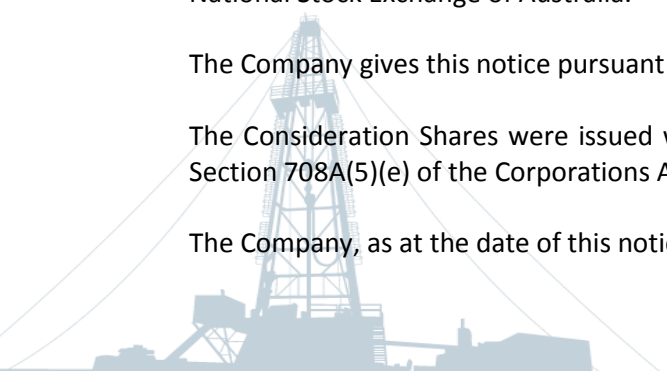 National Stock Exchange of Australia.
The Company gives this notice pursuant
The Consideration Shares were issued
Section 708A(5)(e) of the Corporations
The Company, as at the date of this